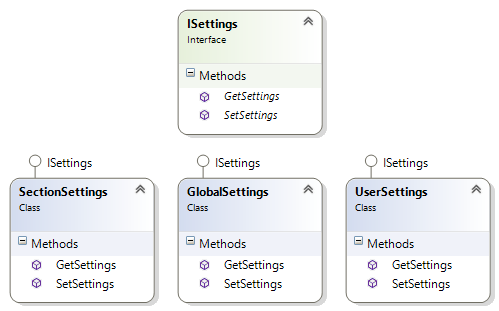 ISettings
Interface
Methods
GetSettings
SetSettings
ISettings
ISettings
ISettings
SectionSettings
Class
Methods
GetSettings
SetSettings
GlobalSettings
Class
Methods
GetSettings
SetSettings
UserSettings
Class
Methods
GetSettings
SetSettings